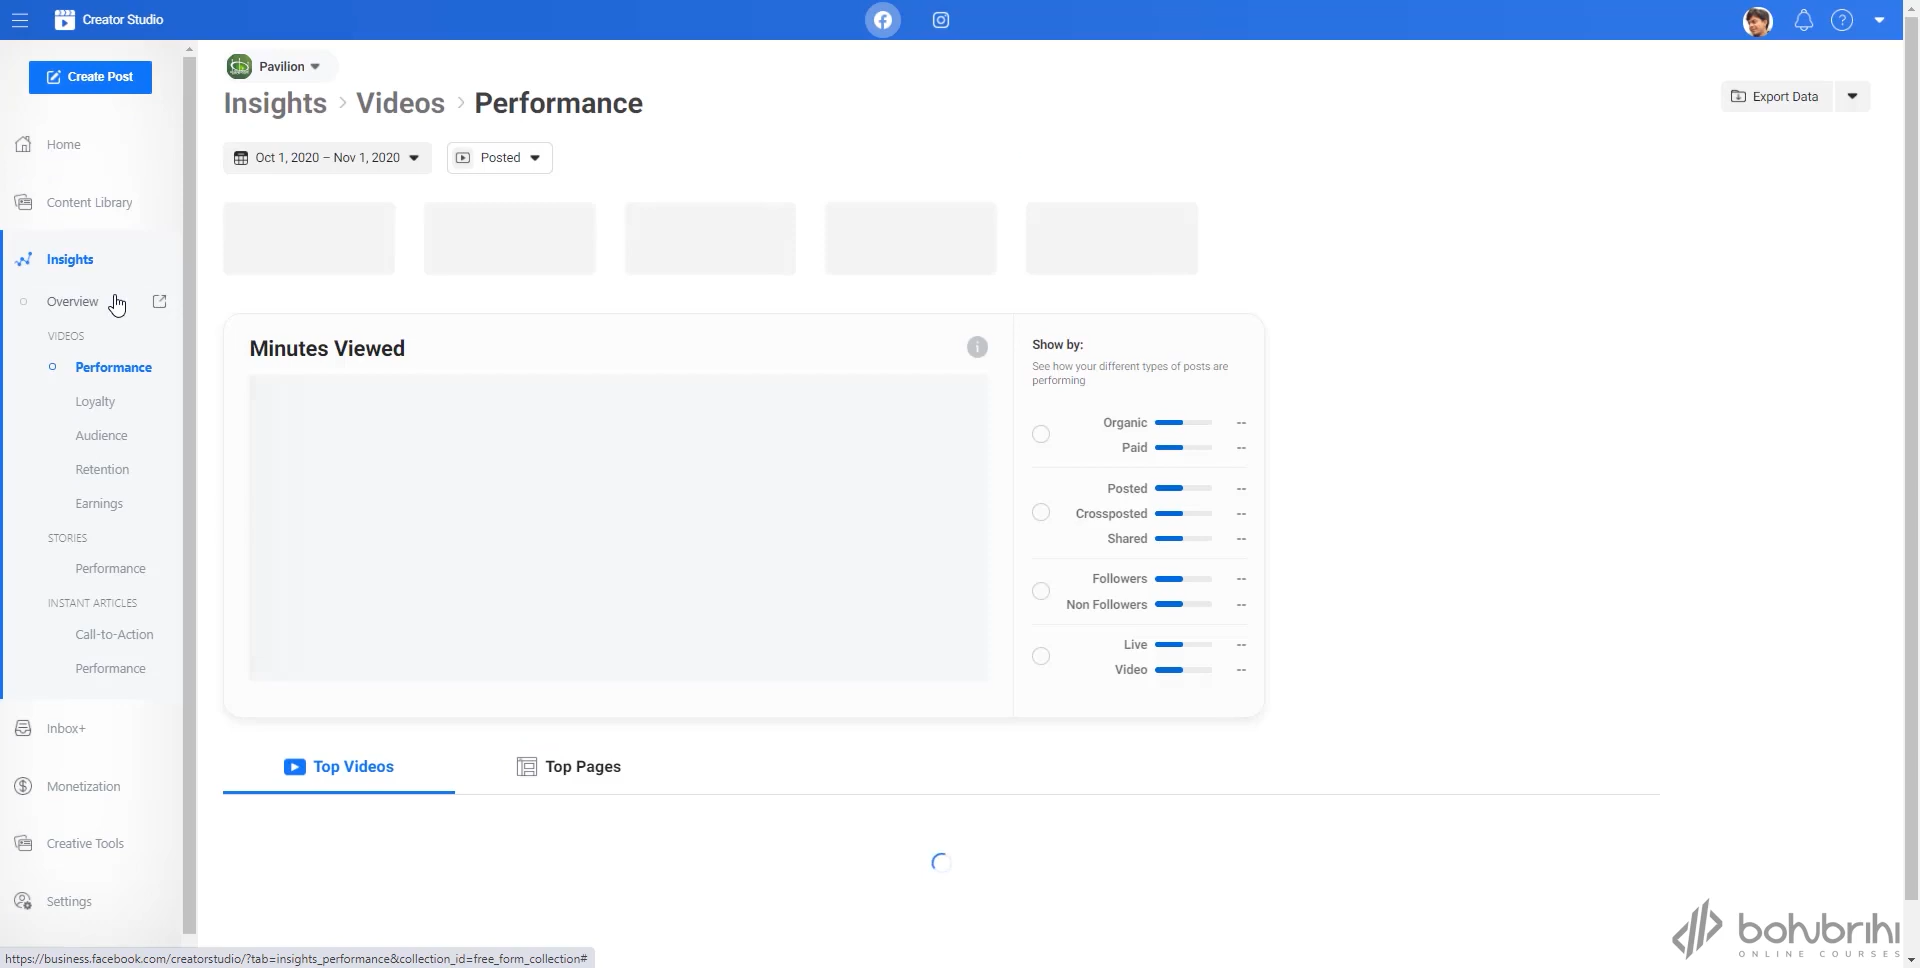 Creator Studio
Create Post
Home
Content Library
Insights
Overview
VIDEOS
Performance
Loyalty
Audience
Retention
Earnings
STORIES
Performance
INSTANT ARTICLES
Call-to-Action
Performance
Inbox+
Monetization
Creative Tools
Settings
Pavilion
Insights > Videos > Performance
Export Data
Oct 1, 2020 – Nov 1, 2020
Posted
Minutes Viewed
Show by:
See how your different types of posts are
performing
Organic --
Paid --
Posted --
Crossposted --
Shared --
Followers --
Non Followers --
Live --
Video --
Top Videos
Top Pages
bohubrihi
ONLINE COURSES
https://business.facebook.com/creatorstudio/?tab=insights_performance&collection_id=free_form_collection#